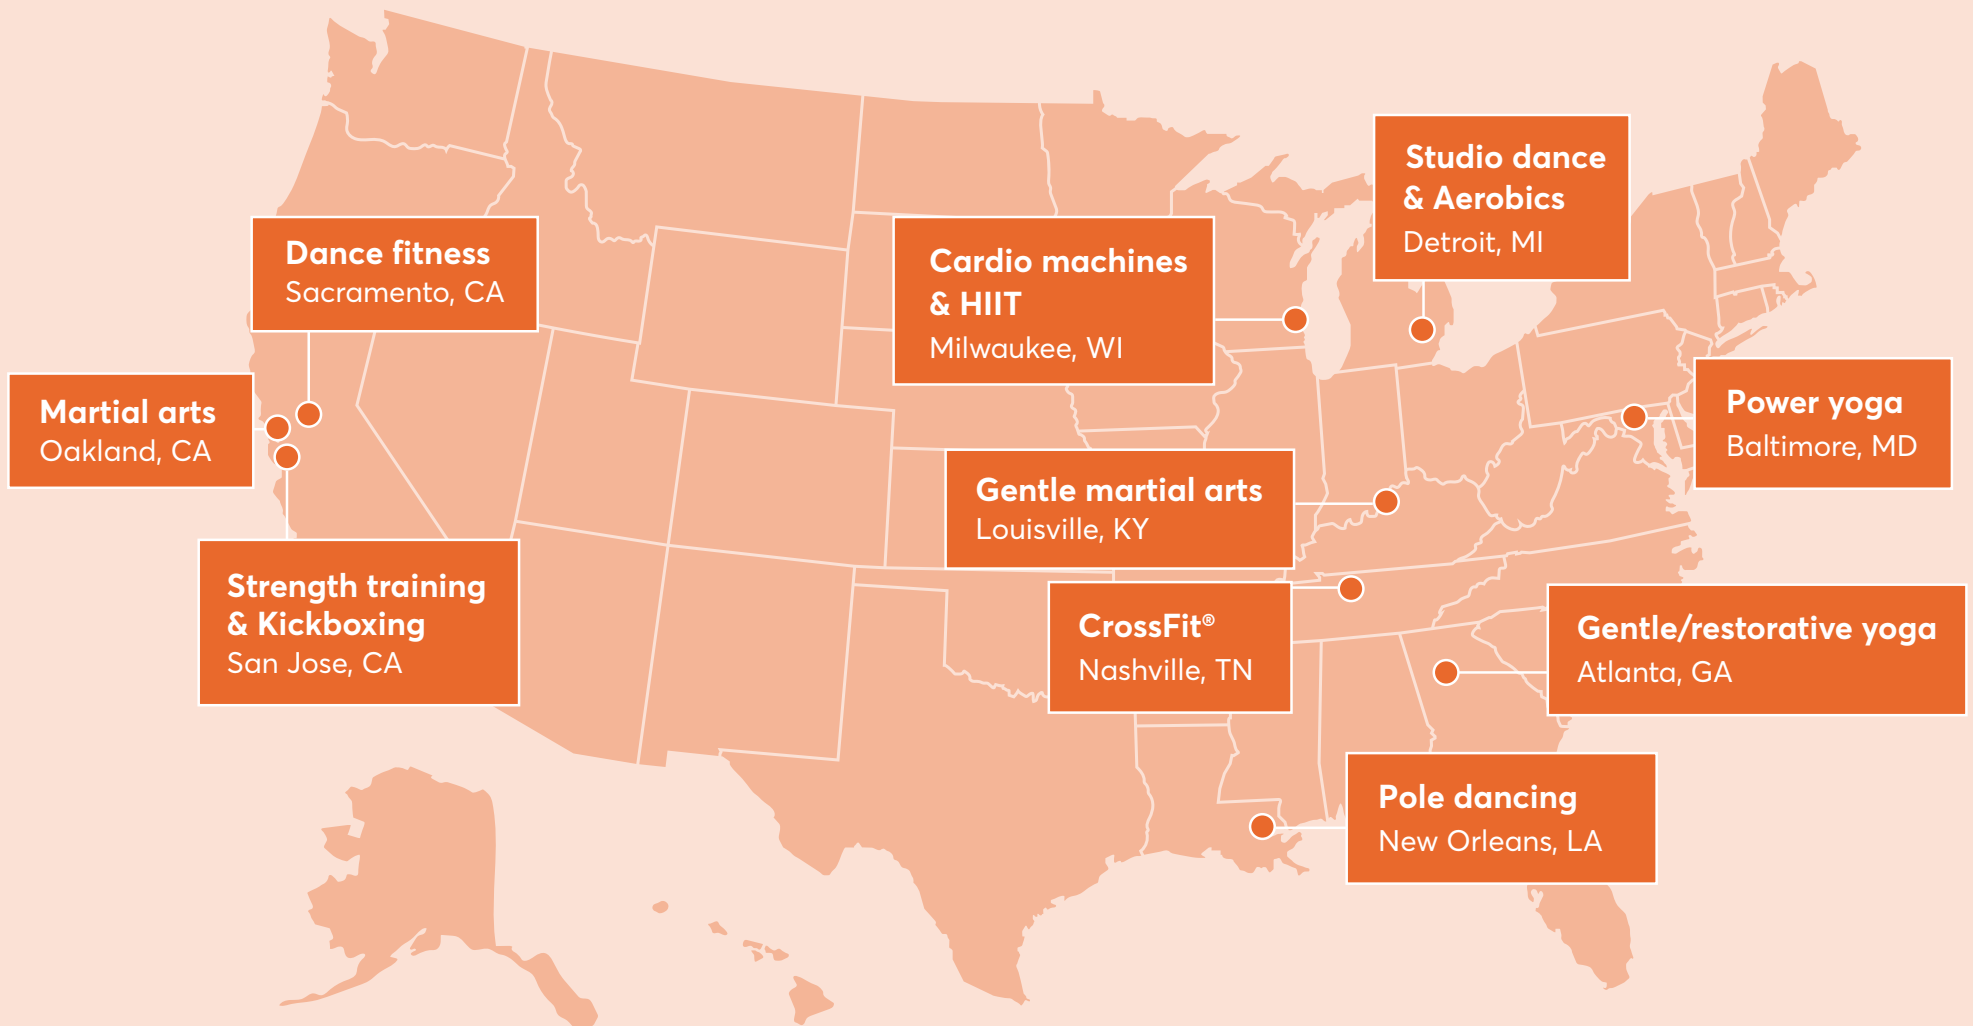 Studio dance
& Aerobics
Detroit, MI
Dance fitness
Sacramento, CA
Cardio machines
& HIIT
Milwaukee, WI
Martial arts
Oakland, CA
Power yoga
Baltimore, MD
Gentle martial arts
Louisville, KY
Strength training
& Kickboxing
San Jose, CA
CrossFit®
Nashville, TN
Gentle/restorative yoga
Atlanta, GA
Pole dancing
New Orleans, LA